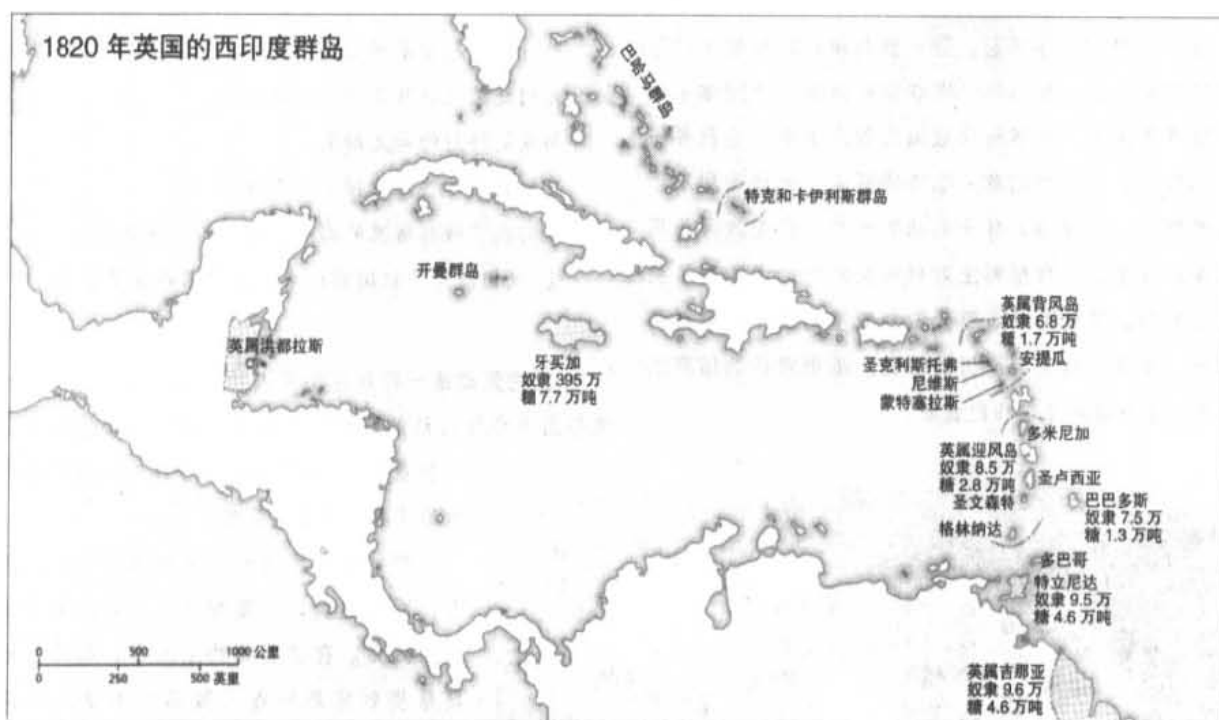 1820 年英国的西印度群岛
巴哈马群岛
特克和卡伊利斯群岛
开曼群岛
英属洪都拉斯
牙买加
奴隶 395 万
糖 7.7 万吨
英属背风岛
奴隶 6.8 万
糖 1.7 万吨
安提瓜
圣克利斯托弗
尼维斯
蒙特塞拉斯
多米尼加
英属迎风岛
奴隶 8.5 万
糖 2.8 万吨
圣卢西亚
圣文森特
巴巴多斯
奴隶 7.5 万
糖 1.3 万吨
格林纳达
多巴哥
特立尼达
奴隶 9.5 万
糖 4.6 万吨
英属吉那亚
奴隶 9.6 万
糖 4.6 万吨
0 500 1000 公里
0 250 500 英里